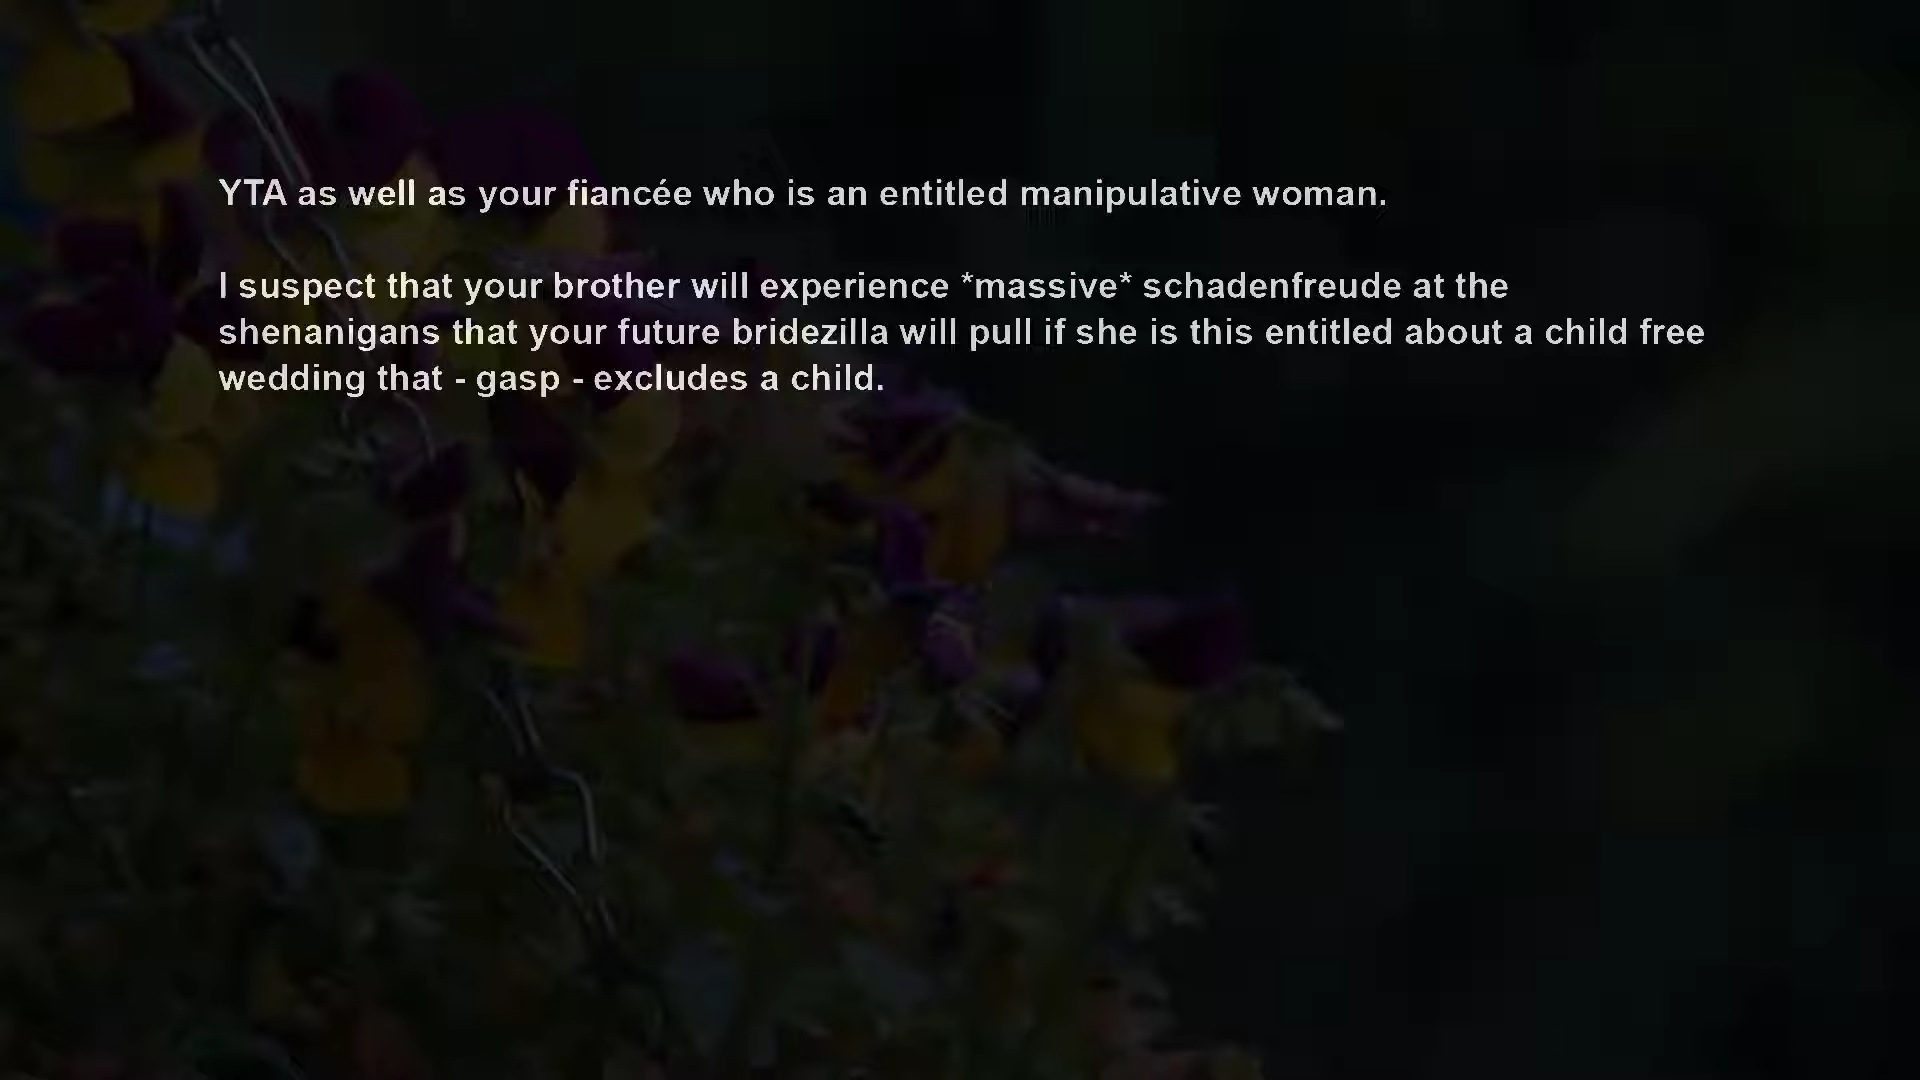 YTA as well as your fiancée who is an entitled manipulative woman.
I suspect that your brother will experience *massive* schadenfreude at the
shenanigans that your future bridezilla will pull if she is this entitled about a child free
wedding that - gasp - excludes a child.